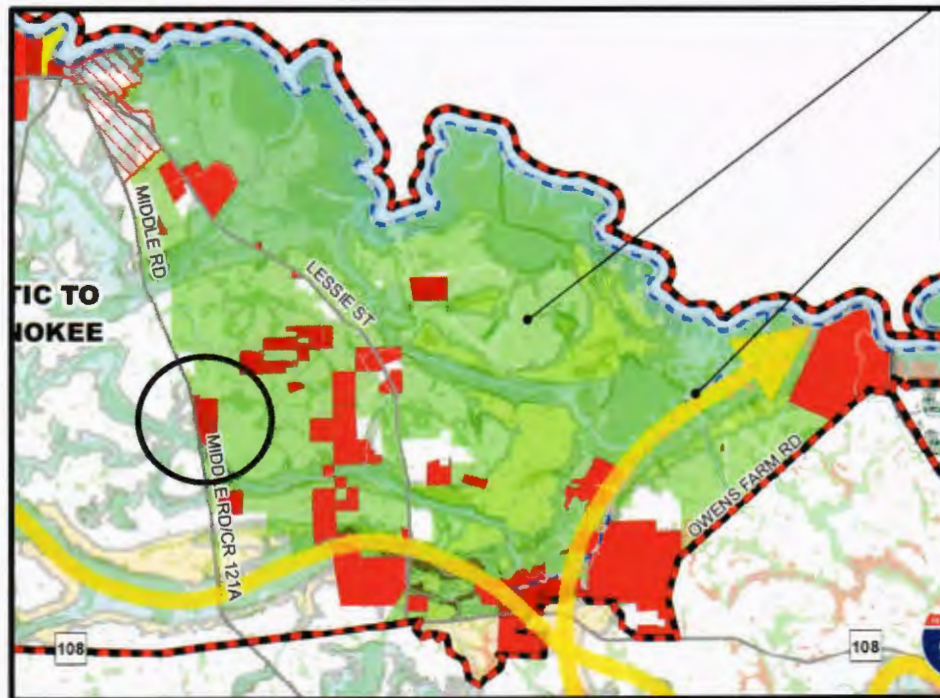 MIDDLE RD
TIC TO
NOKEE
LESSIE ST
MIDDLE RD/CR 121A
OWENS FARM RD
108
108